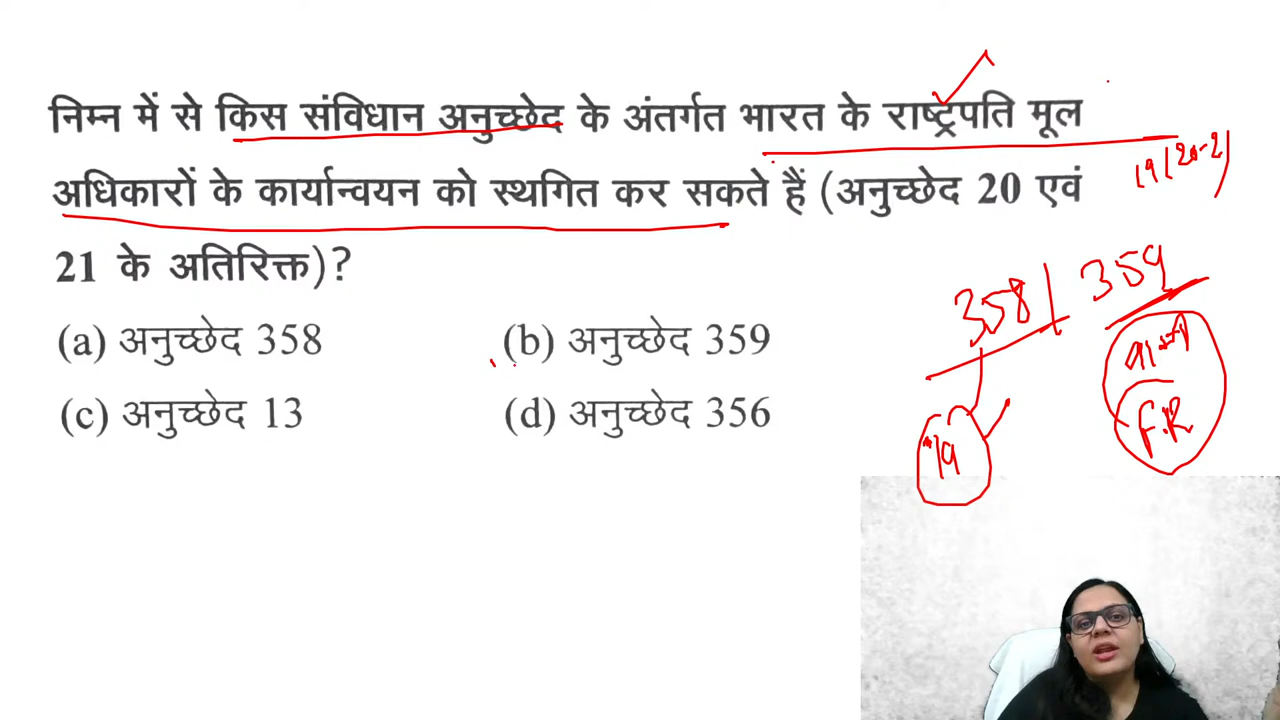 निम्न में से किस संविधान अनुच्छेद के अंतर्गत भारत के राष्ट्रपति मूल
अधिकारों के कार्यान्वयन को स्थगित कर सकते हैं (अनुच्छेद 20 एवं
21 के अतिरिक्त)?
(a) अनुच्छेद 358
(b) अनुच्छेद 359
(c) अनुच्छेद 13
(d) अनुच्छेद 356
358 | 359
19
F.R